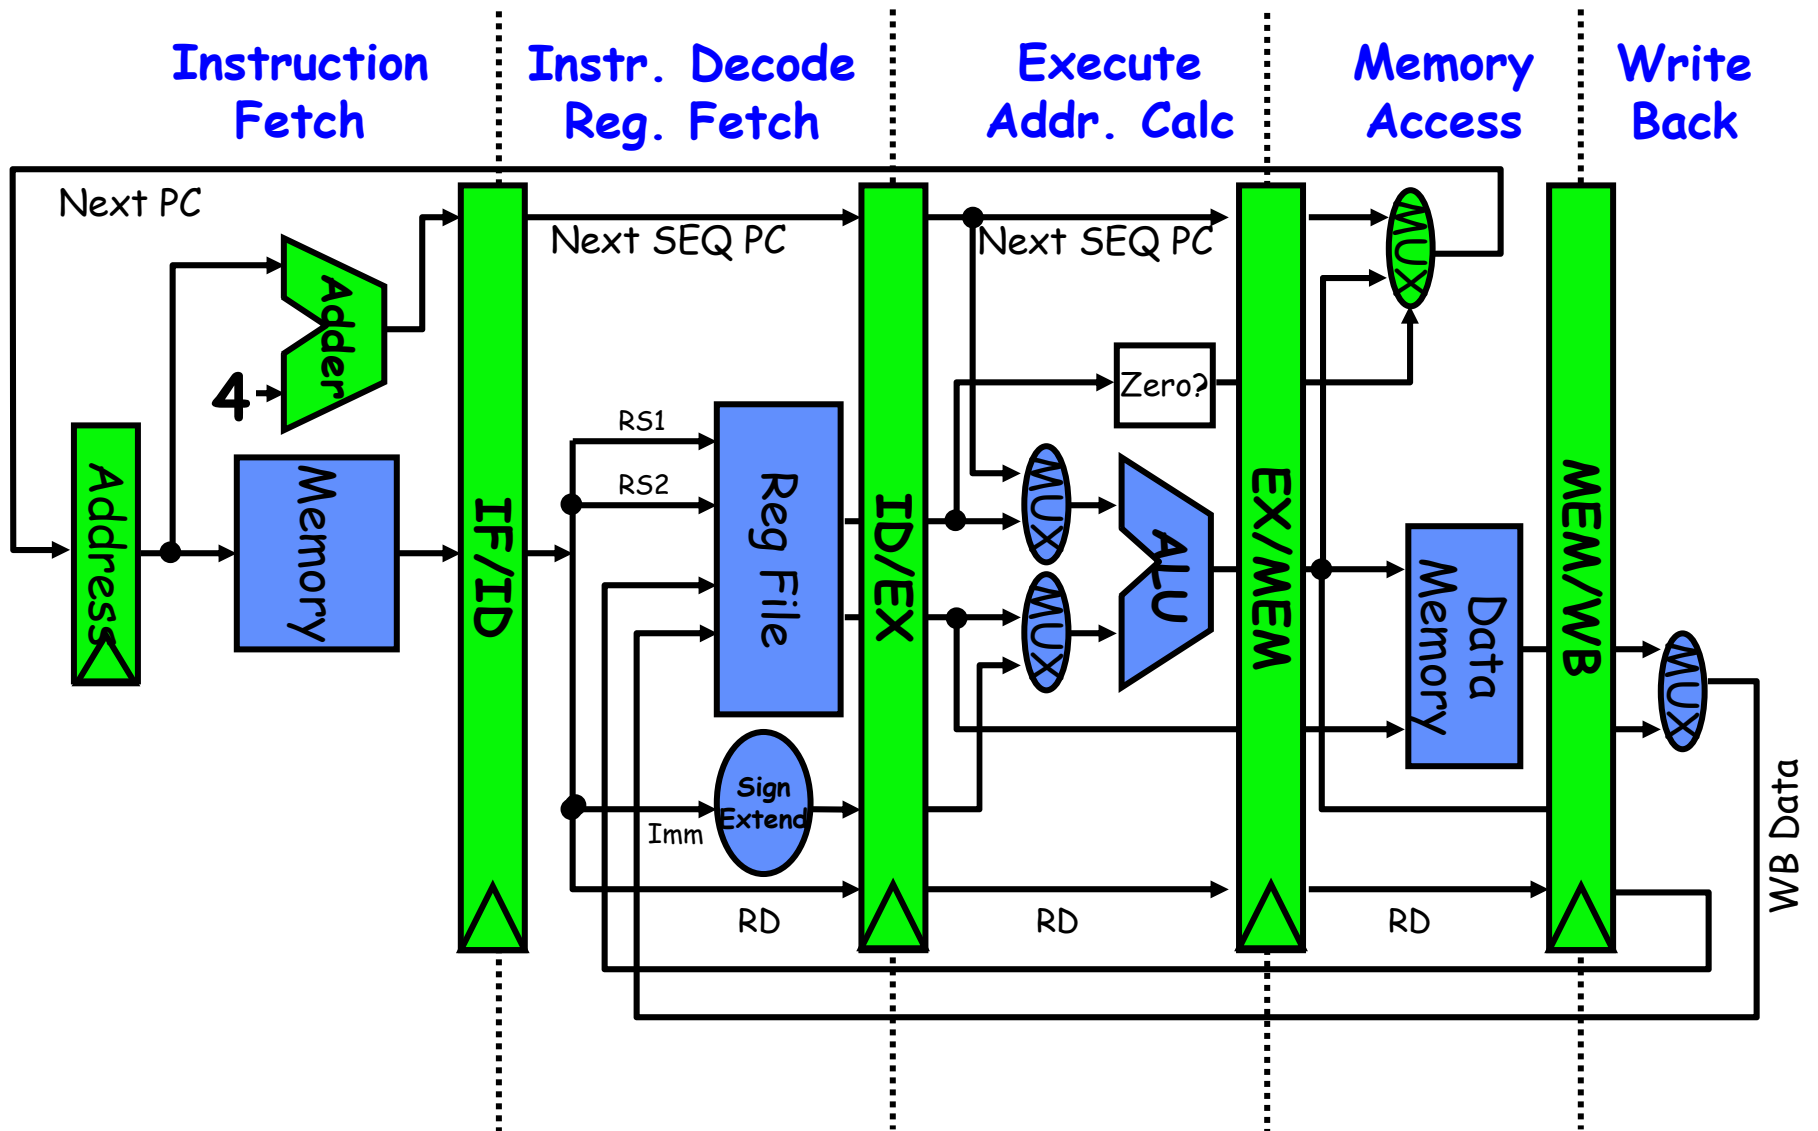 Instruction
Fetch
Instr. Decode
Reg. Fetch
Execute
Addr. Calc
Memory
Access
Write
Back
Next PC
Next SEQ PC
Next SEQ PC
MUX
Adder
4
Zero?
RS1
RS2
Address
Memory
IF/ID
Reg File
ID/EX
MUX
MUX
ALU
EX/MEM
Data
Memory
MEM/WB
MUX
Sign
Extend
Imm
WB Data
RD
RD
RD